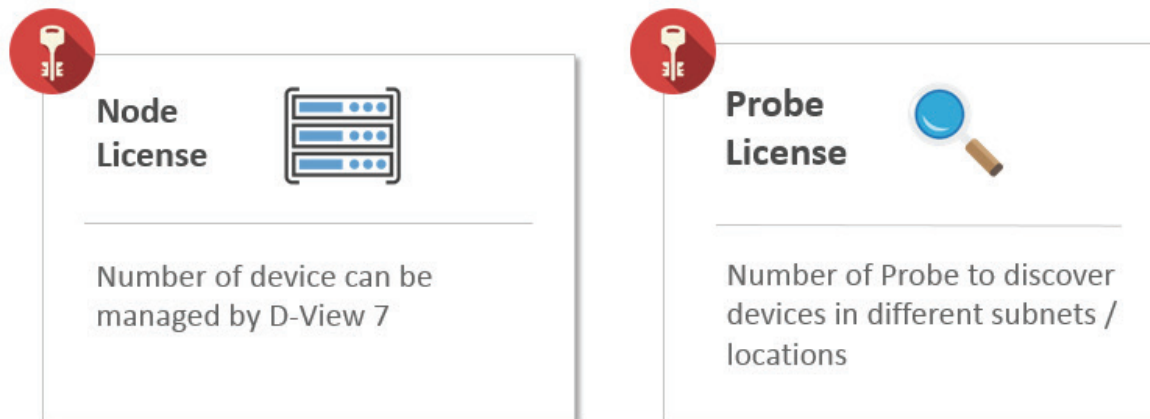 Node
License
Number of device can be
managed by D-View 7
Probe
License
Number of Probe to discover
devices in different subnets /
locations